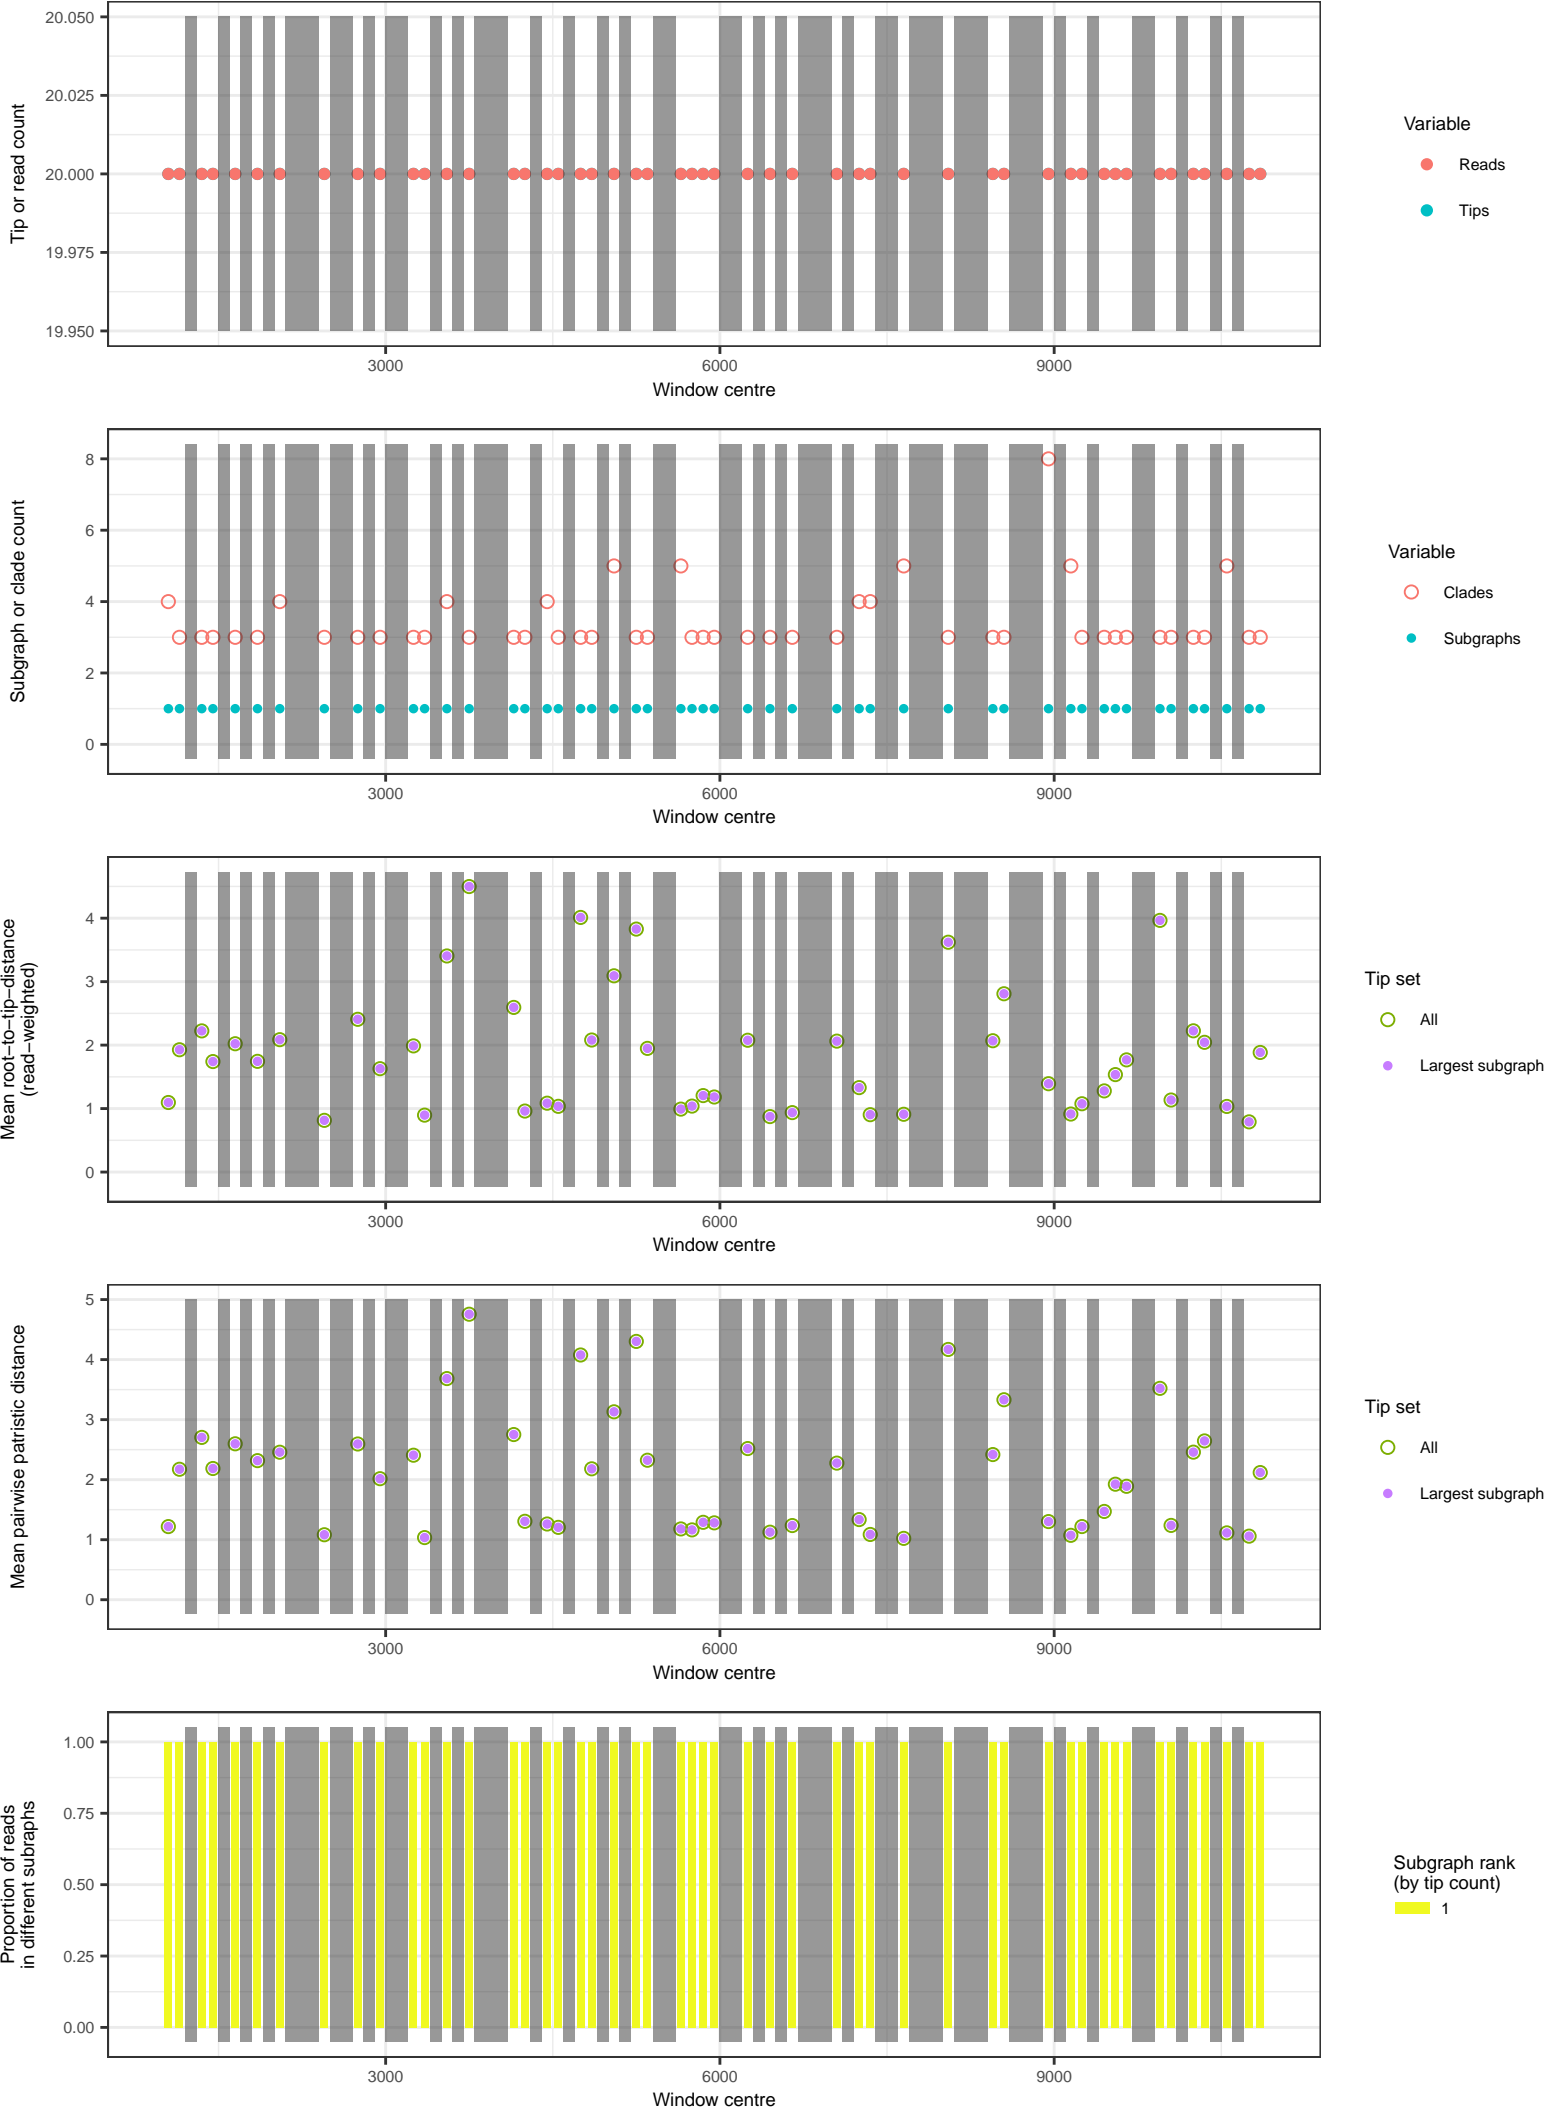 20.050
20.025
20.000
19.975
19.950
Tip or read count
3000 6000 9000
Window centre
Variable
Reads
Tips
8
6
4
2
0
Subgraph or clade count
3000 6000 9000
Window centre
Variable
Clades
Subgraphs
4
3
2
1
0
Mean root−to−tip−distance
(read−weighted)
3000 6000 9000
Window centre
Tip set
All
Largest subgraph
5
4
3
2
1
0
Mean pairwise patristic distance
3000 6000 9000
Window centre
Tip set
All
Largest subgraph
1.00
0.75
0.50
0.25
0.00
Proportion of reads
in different subraphs
3000 6000 9000
Window centre
Subgraph rank
(by tip count)
1